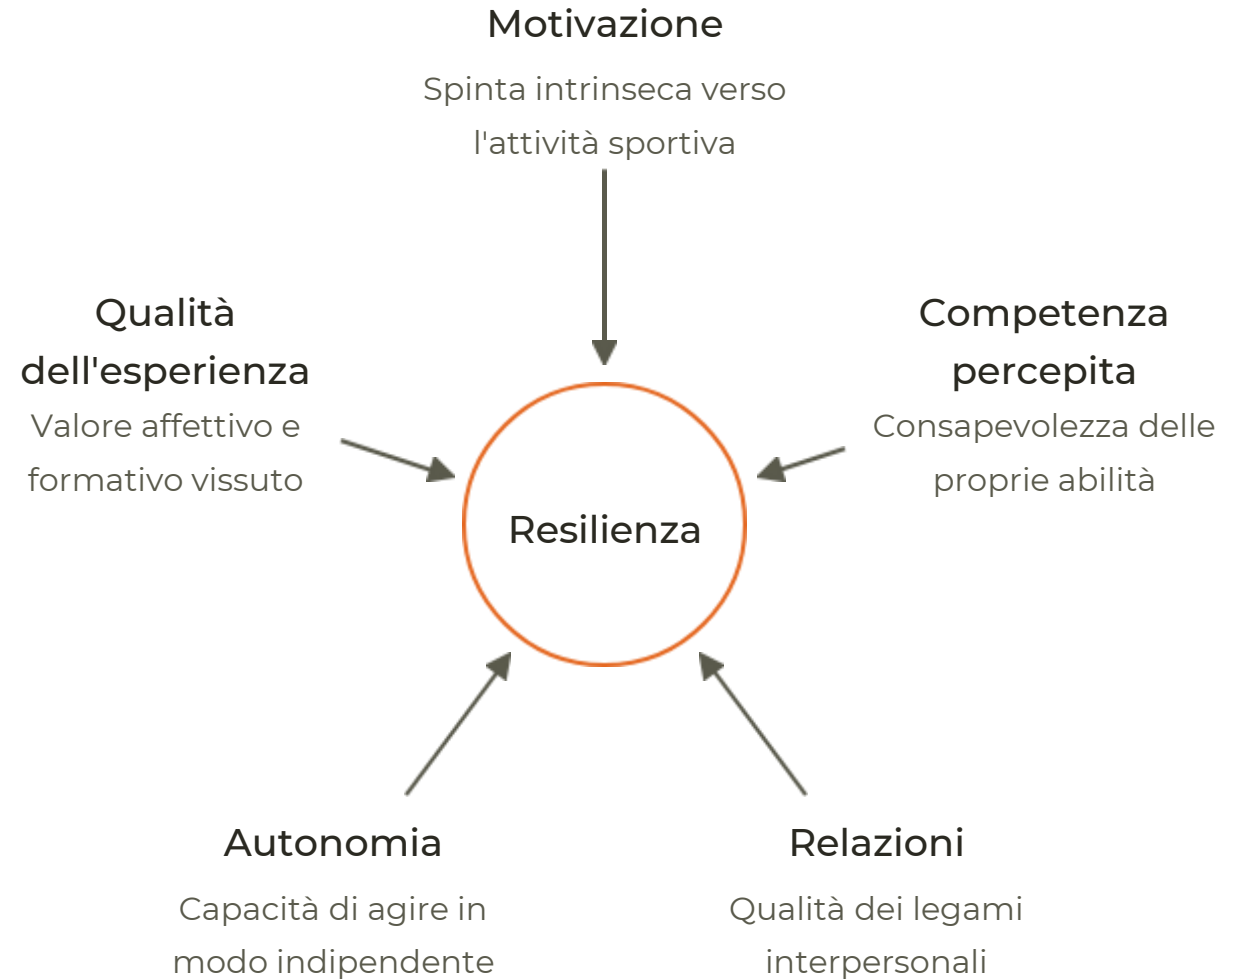 Motivazione
Spinta intrinseca verso
l'attività sportiva
Qualità
dell'esperienza
Valore affettivo e
formativo vissuto
Competenza
percepita
Consapevolezza delle
proprie abilità
Resilienza
Autonomia
Capacità di agire in
modo indipendente
Relazioni
Qualità dei legami
interpersonali